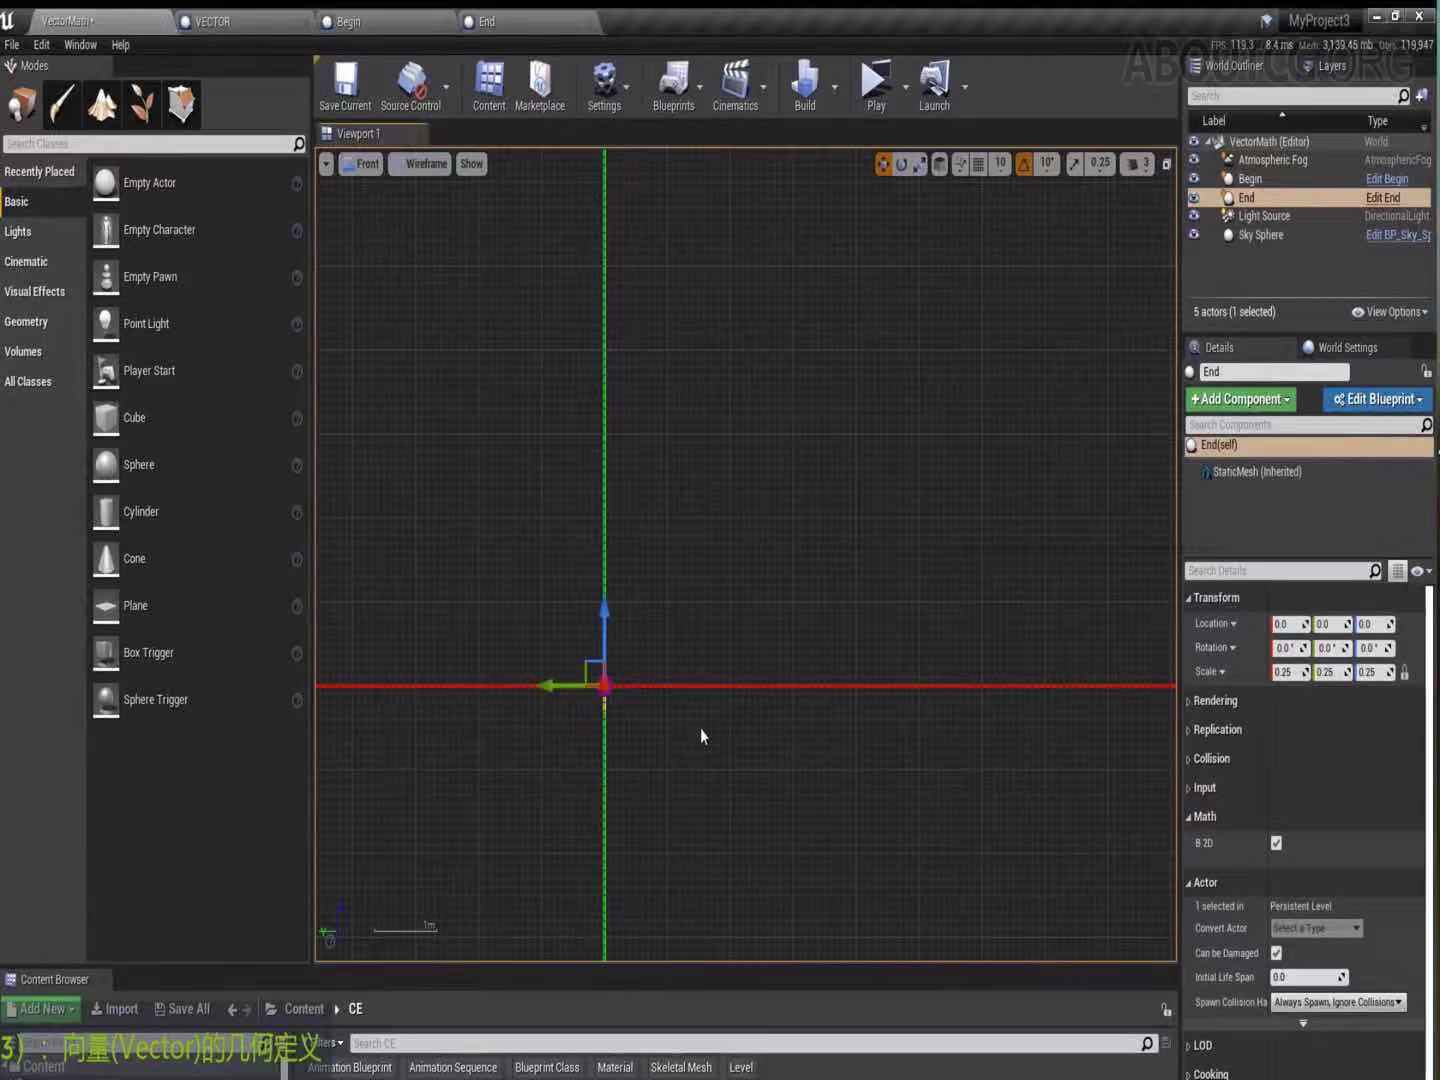 VectorMath*
VECTOR
Begin
End
MyProject3
File
Edit
Window
Help
FPS: 119.3 / 8.4 ms Mem: 3,139.45 mb Objs: 119,947
Modes
Save Current
Source Control
Content
Marketplace
Settings
Blueprints
Cinematics
Build
Play
Launch
World Outliner
Layers
Search Classes
Recently Placed
Basic
Lights
Cinematic
Visual Effects
Geometry
Volumes
All Classes
Empty Actor
Empty Character
Empty Pawn
Point Light
Player Start
Cube
Sphere
Cylinder
Cone
Plane
Box Trigger
Sphere Trigger
Viewport 1
Front
Wireframe
Show
10
10°
0.25
3
1m
Search
Label
Type
VectorMath (Editor)
World
Atmospheric Fog
AtmosphericFog
Begin
Edit Begin
End
Edit End
Light Source
DirectionalLight
Sky Sphere
Edit BP_Sky_Sp
5 actors (1 selected)
View Options
Details
World Settings
End
+Add Component
Edit Blueprint
Search Components
End(self)
StaticMesh (Inherited)
Search Details
Transform
Location
0.0
0.0
0.0
Rotation
0.0°
0.0°
0.0°
Scale
0.25
0.25
0.25
Rendering
Replication
Collision
Input
Math
B 2D
Actor
1 selected in
Persistent Level
Convert Actor
Select a Type
Can be Damaged
Initial Life Span
0.0
Spawn Collision Ha
Always Spawn, Ignore Collisions
LOD
Cooking
Content Browser
Add New
Import
Save All
Content
CE
3）. 向量(Vector)的几何定义
Search CE
Content
Animation Blueprint
Animation Sequence
Blueprint Class
Material
Skeletal Mesh
Level